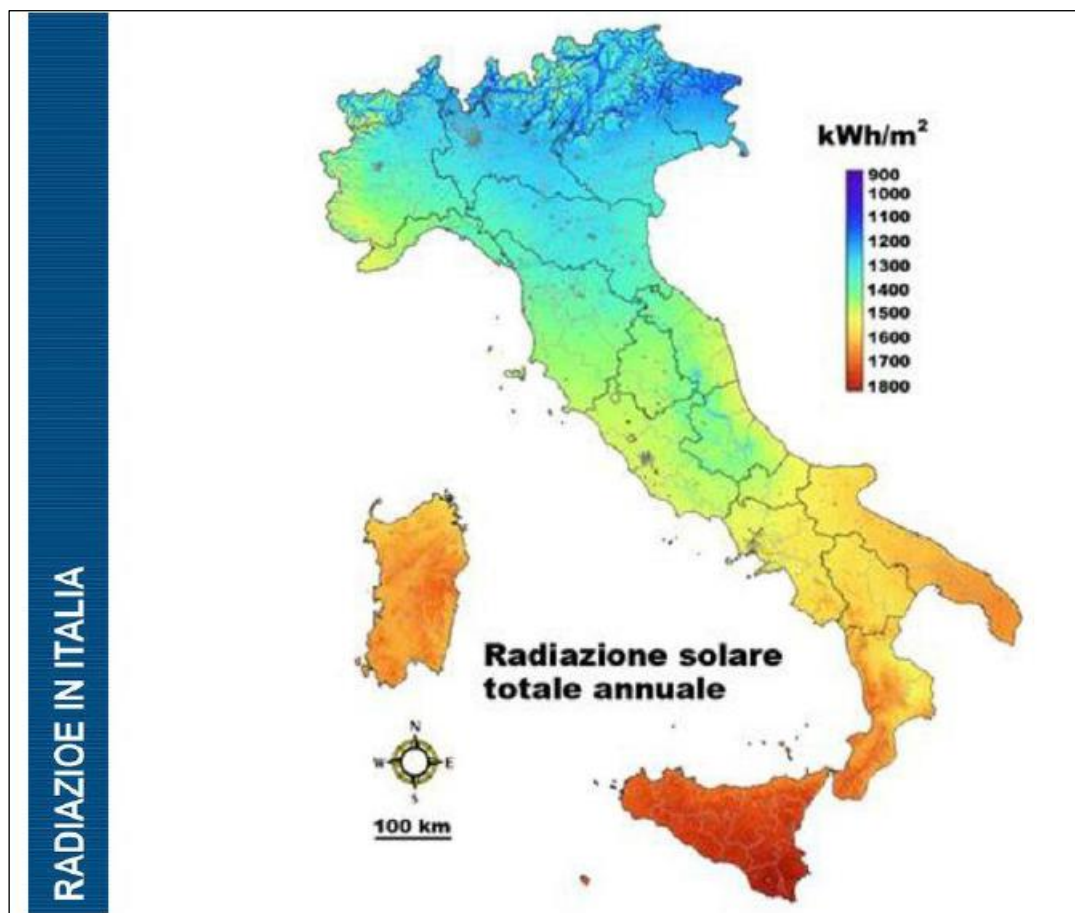 RADIAZIOE IN ITALIA
kWh/m²
900
1000
1100
1200
1300
1400
1500
1600
1700
1800
Radiazione solare
totale annuale
N
W E
S
100 km